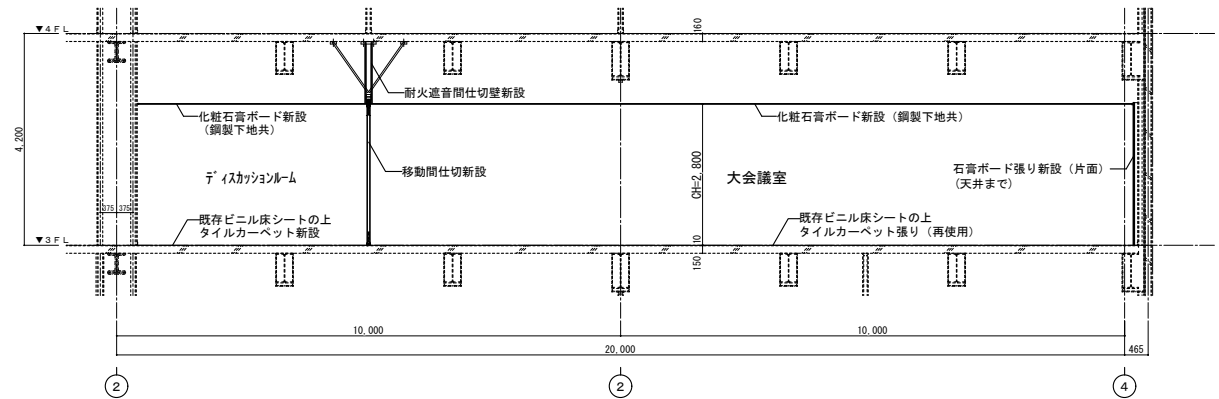 ▼4FL
160
耐火遮音間仕切壁新設
化粧石膏ボード新設
（鋼製下地共）
化粧石膏ボード新設（鋼製下地共）
4,200
ディスカッションルーム
移動間仕切新設
CH=2,800
大会議室
石膏ボード張り新設（片面）
（天井まで）
375 375
既存ビニル床シートの上
タイルカーペット新設
既存ビニル床シートの上
タイルカーペット張り（再使用）
▼3FL
10
150
10,000
10,000
20,000
465
2
2
4